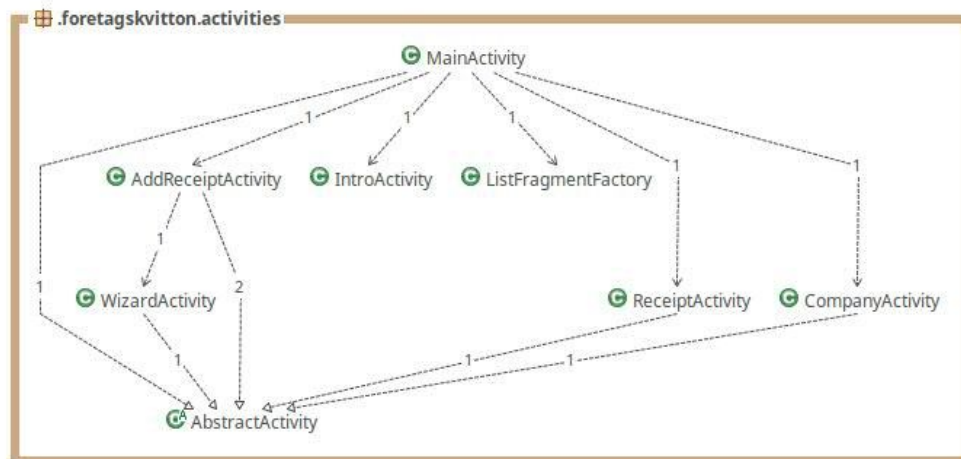 .foretagskvitton.activities
MainActivity
1 1 1
1 1
AddReceiptActivity IntroActivity ListFragmentFactory
1
1 2
WizardActivity ReceiptActivity CompanyActivity
1 1 1
AbstractActivity